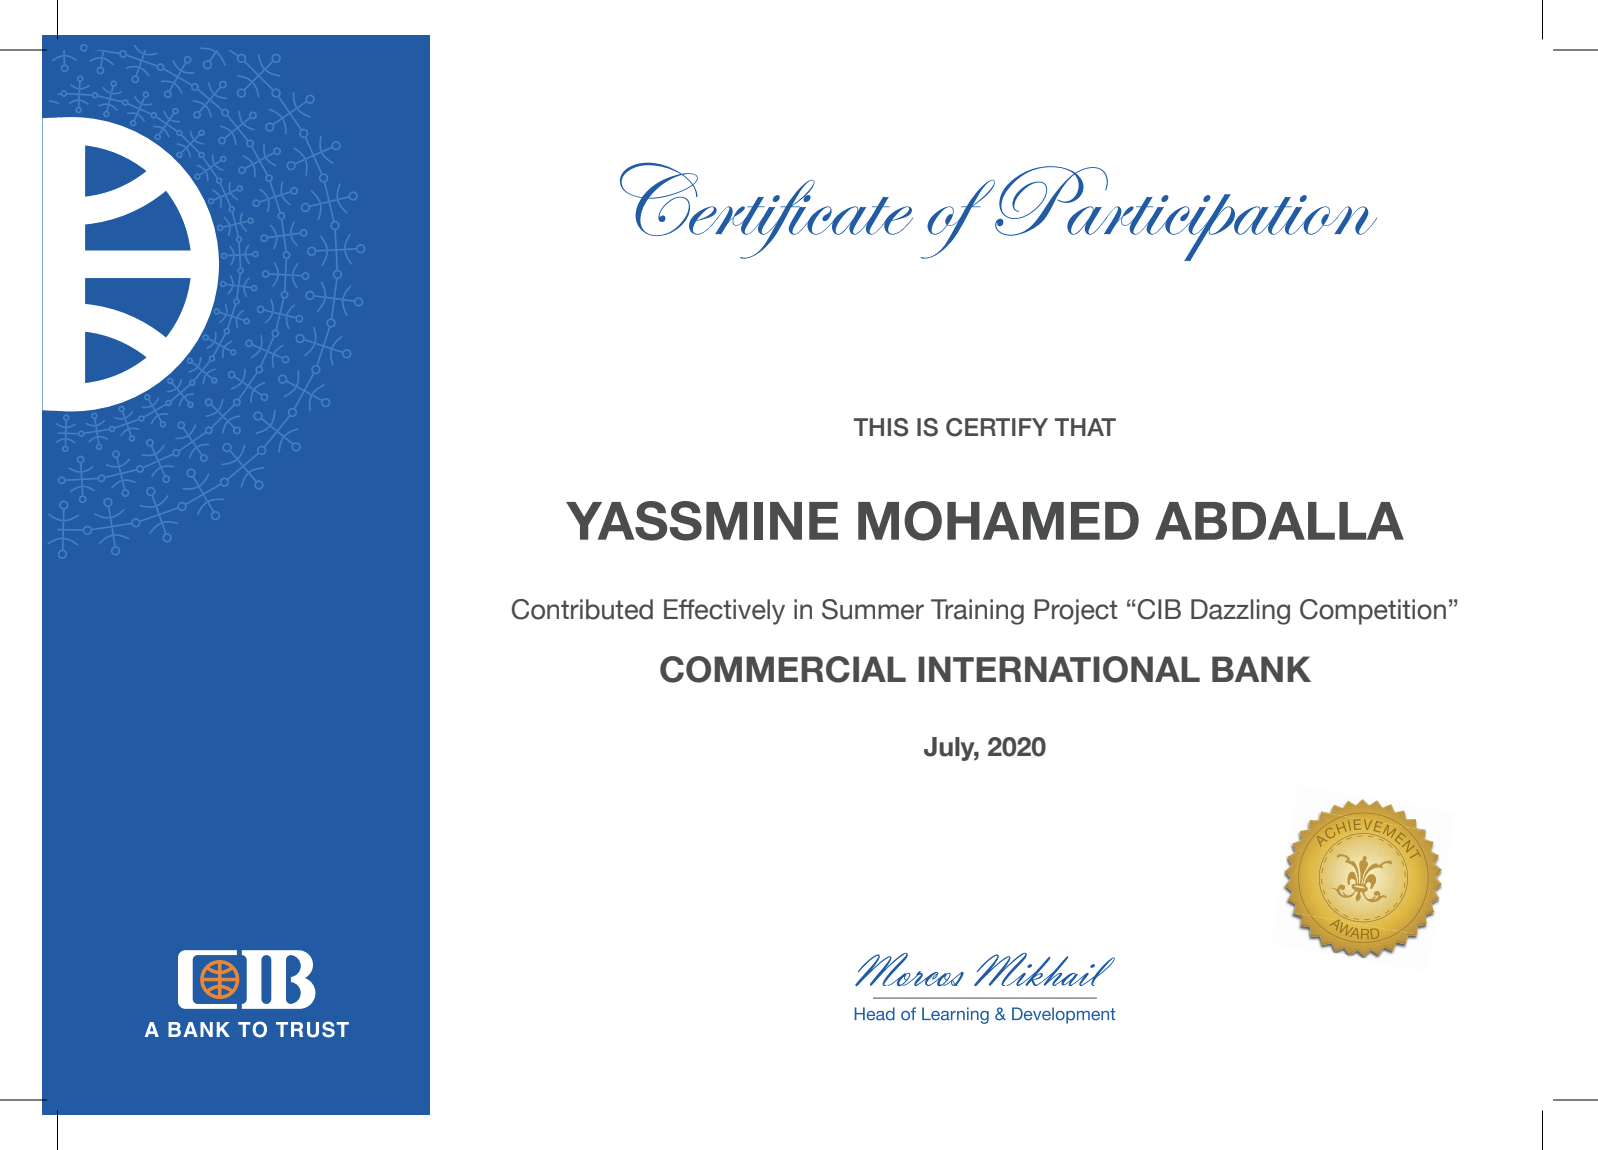 Certificate of Participation
THIS IS CERTIFY THAT
YASSMINE MOHAMED ABDALLA
Contributed Effectively in Summer Training Project “CIB Dazzling Competition”
COMMERCIAL INTERNATIONAL BANK
July, 2020
ACHIEVEMENT
AWARD
Morcos Mikhail
Head of Learning & Development
CIB
A BANK TO TRUST